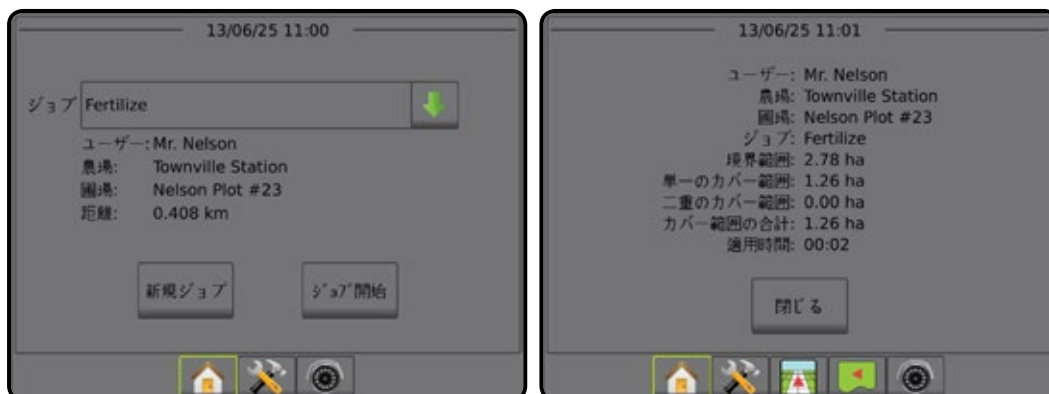 13/06/25 11:00
ジョブ Fertilize
ユーザー: Mr. Nelson
農場: Townville Station
圃場: Nelson Plot #23
距離: 0.408 km
新規ジョブ ジョブ開始
13/06/25 11:01
ユーザー: Mr. Nelson
農場: Townville Station
圃場: Nelson Plot #23
ジョブ: Fertilize
境界範囲: 2.78 ha
単一のカバー範囲: 1.26 ha
二重のカバー範囲: 0.00 ha
カバー範囲の合計: 1.26 ha
適用時間: 00:02
閉じる